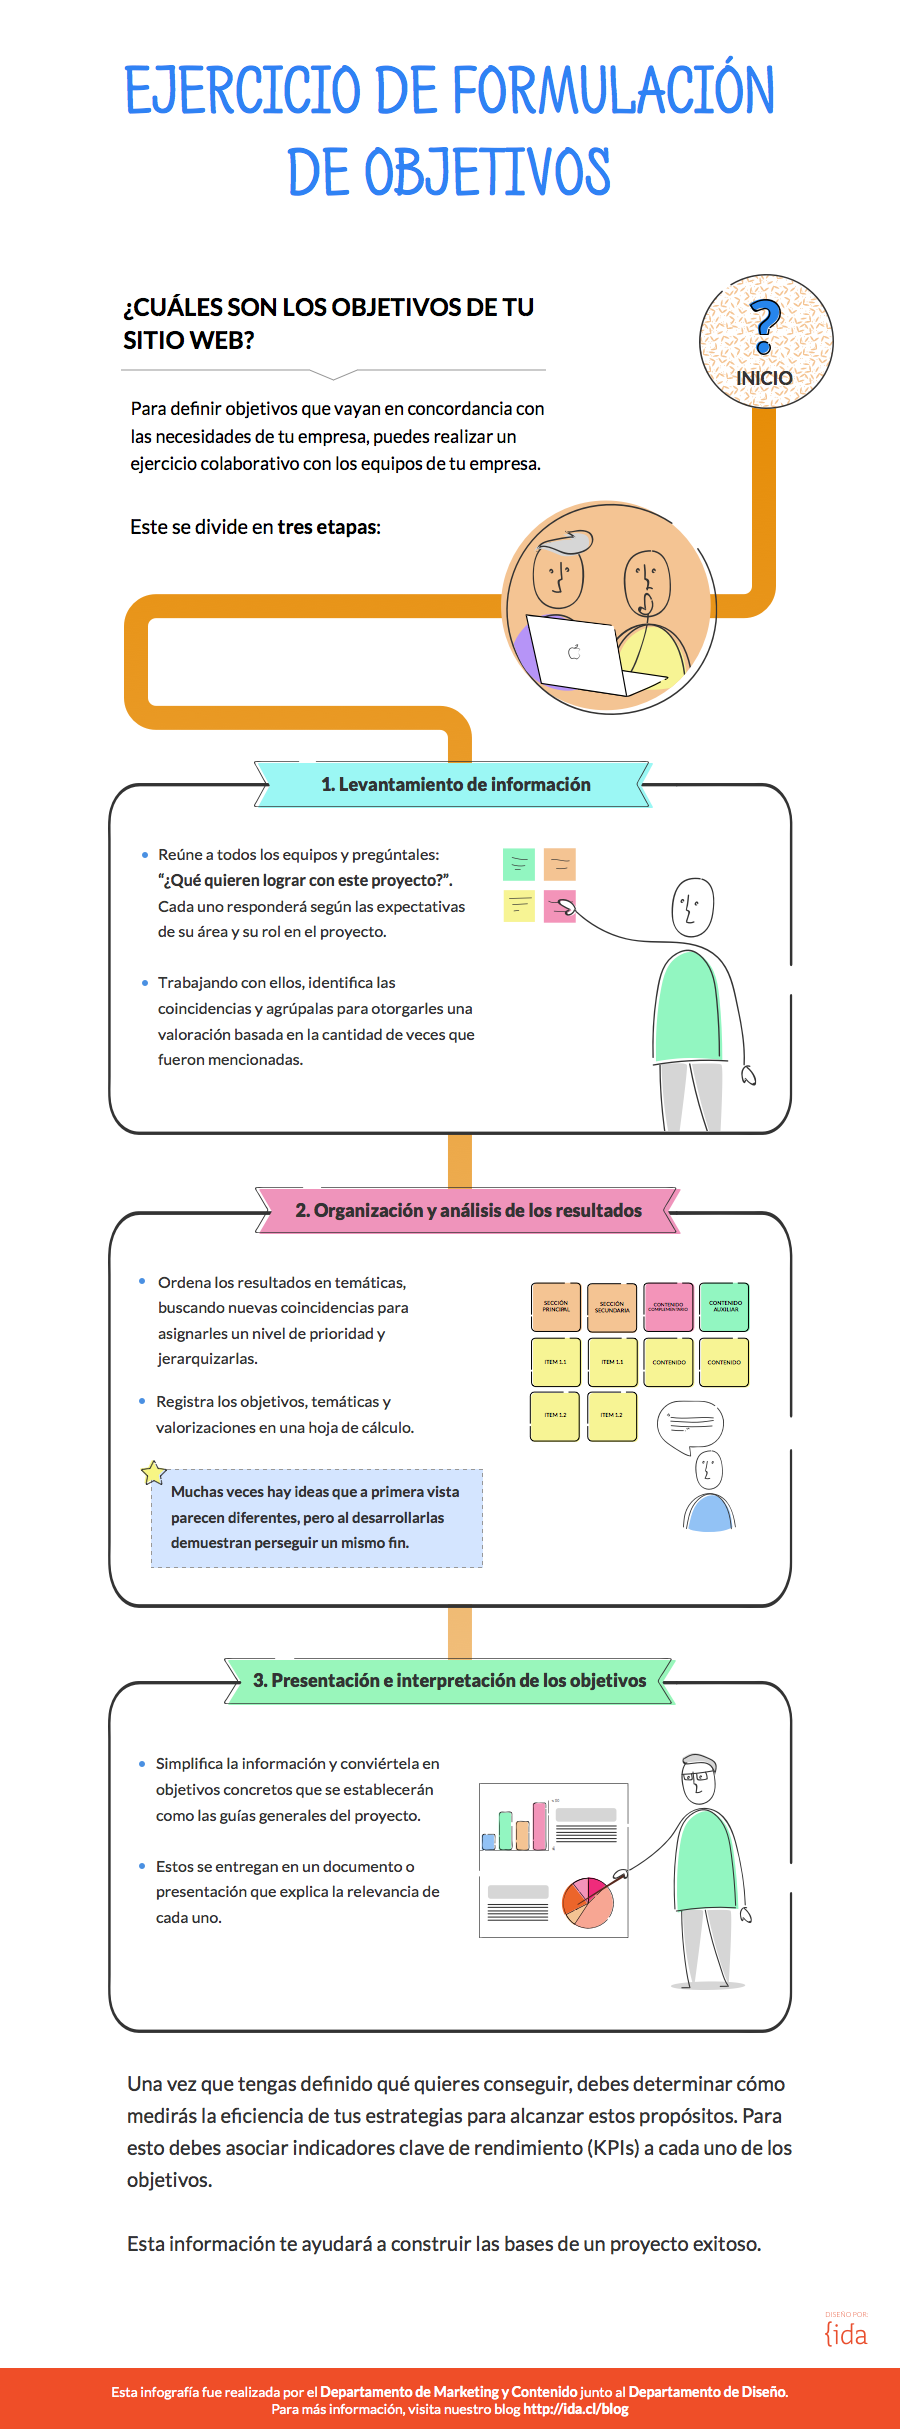 EJERCICIO DE FORMULACIÓN
DE OBJETIVOS
¿CUÁLES SON LOS OBJETIVOS DE TU
SITIO WEB?
?
INICIO
Para definir objetivos que vayan en concordancia con
las necesidades de tu empresa, puedes realizar un
ejercicio colaborativo con los equipos de tu empresa.
Este se divide en tres etapas:
1. Levantamiento de información
Reúne a todos los equipos y pregúntales:
“¿Qué quieren lograr con este proyecto?”.
Cada uno responderá según las expectativas
de su área y su rol en el proyecto.
Trabajando con ellos, identifica las
coincidencias y agrúpalas para otorgarles una
valoración basada en la cantidad de veces que
fueron mencionadas.
2. Organización y análisis de los resultados
Ordena los resultados en temáticas,
buscando nuevas coincidencias para
asignarles un nivel de prioridad y
jerarquizarlas.
Registra los objetivos, temáticas y
valorizaciones en una hoja de cálculo.
Muchas veces hay ideas que a primera vista
parecen diferentes, pero al desarrollarlas
demuestran perseguir un mismo fin.
SECCIÓN
PRINCIPAL
SECCIÓN
SECUNDARIA
CONTENIDO
COMPLEMENTARIO
CONTENIDO
AUXILIAR
ITEM 1.1
ITEM 1.1
CONTENIDO
CONTENIDO
ITEM 1.2
ITEM 1.2
3. Presentación e interpretación de los objetivos
Simplifica la información y conviértela en
objetivos concretos que se establecerán
como las guías generales del proyecto.
Estos se entregan en un documento o
presentación que explica la relevancia de
cada uno.
Una vez que tengas definido qué quieres conseguir, debes determinar cómo
medirás la eficiencia de tus estrategias para alcanzar estos propósitos. Para
esto debes asociar indicadores clave de rendimiento (KPIs) a cada uno de los
objetivos.
Esta información te ayudará a construir las bases de un proyecto exitoso.
DISEÑO POR:
{ida
Esta infografía fue realizada por el Departamento de Marketing y Contenido junto al Departamento de Diseño.
Para más información, visita nuestro blog http://ida.cl/blog